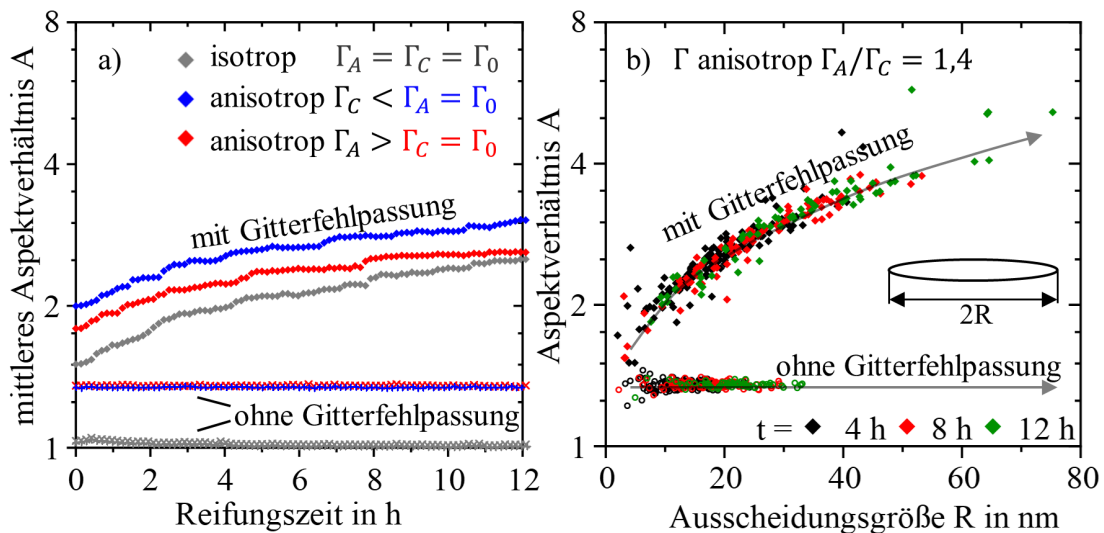 a)
isotrop Γ_A = Γ_C = Γ_0
anisotrop Γ_C < Γ_A = Γ_0
anisotrop Γ_A > Γ_C = Γ_0
mit Gitterfehlpassung
ohne Gitterfehlpassung
mittleres Aspektverhältnis A
8
4
2
1
0 2 4 6 8 10 12
Reifungszeit in h
b) Γ anisotrop Γ_A/Γ_C = 1,4
mit Gitterfehlpassung
2R
ohne Gitterfehlpassung
t = 4 h 8 h 12 h
Aspektverhältnis A
8
4
2
1
0 20 40 60 80
Ausscheidungsgröße R in nm